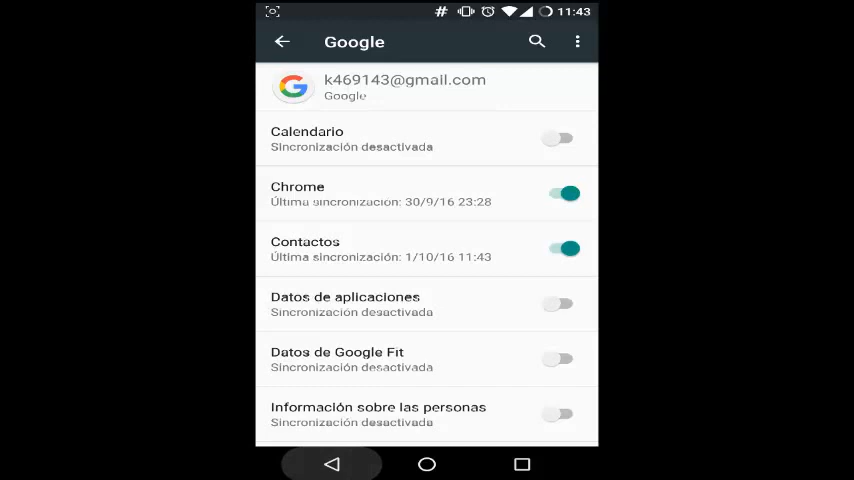 # 11:43
Google
k469143@gmail.com
Google
Calendario
Sincronización desactivada
Chrome
Última sincronización: 30/9/16 23:28
Contactos
Última sincronización: 1/10/16 11:43
Datos de aplicaciones
Sincronización desactivada
Datos de Google Fit
Sincronización desactivada
Información sobre las personas
Sincronización desactivada